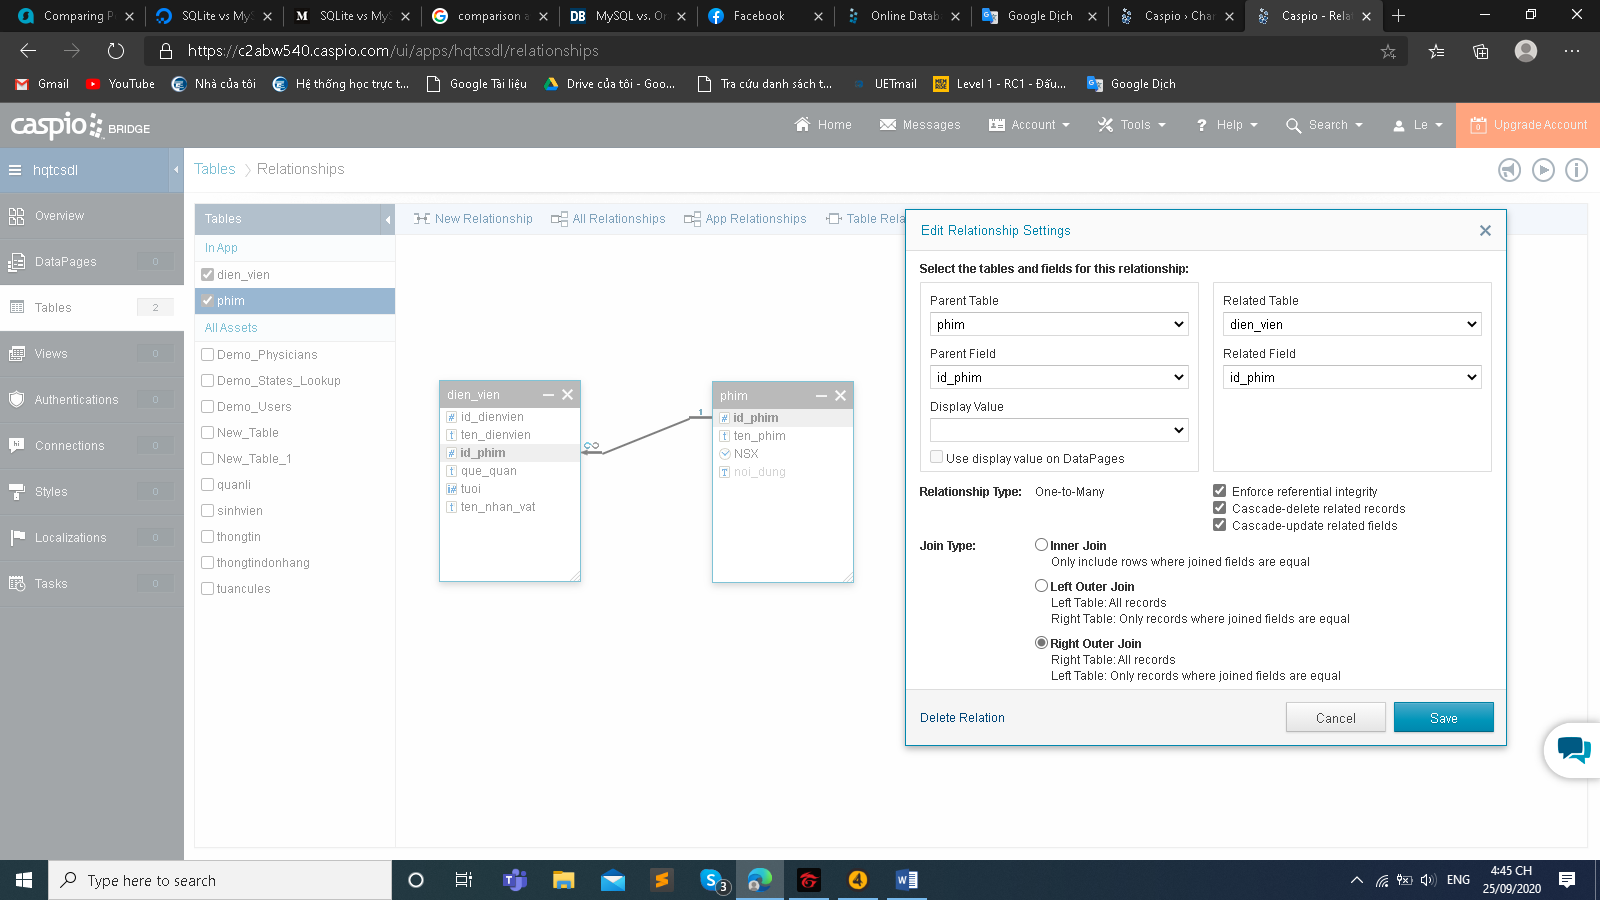 Comparing P
SQLite vs My
SQLite vs My
comparison a
MySQL vs. Or
Facebook
Online Datab
Google Dịch
Caspio › Char
Caspio - Rela
https://c2abw540.caspio.com/ui/apps/hqtcsdl/relationships
Gmail
YouTube
Nhà của tôi
Hệ thống học trực t...
Google Tài liệu
Drive của tôi - Goo...
Tra cứu danh sách t...
UETmail
Level 1 - RC1 - Đấu...
Google Dịch
caspio BRIDGE
Home
Messages
Account
Tools
Help
Search
Le
Upgrade Account
hqtcsdl
Overview
DataPages 0
Tables 2
Views 0
Authentications 0
Connections 0
Styles 0
Localizations 0
Tasks 0
Tables Relationships
Tables
In App
dien_vien
phim
All Assets
Demo_Physicians
Demo_States_Lookup
Demo_Users
New_Table
New_Table_1
quanli
sinhvien
thongtin
thongtindonhang
tuancules
New Relationship
All Relationships
App Relationships
Table Rela
dien_vien
id_dienvien
ten_dienvien
id_phim
que_quan
tuoi
ten_nhan_vat
∞
1
phim
id_phim
ten_phim
NSX
noi_dung
Edit Relationship Settings
Select the tables and fields for this relationship:
Parent Table
phim
Parent Field
id_phim
Display Value
Use display value on DataPages
Related Table
dien_vien
Related Field
id_phim
Relationship Type: One-to-Many
Enforce referential integrity
Cascade-delete related records
Cascade-update related fields
Join Type:
Inner Join
Only include rows where joined fields are equal
Left Outer Join
Left Table: All records
Right Table: Only records where joined fields are equal
Right Outer Join
Right Table: All records
Left Table: Only records where joined fields are equal
Delete Relation
Cancel
Save
Type here to search
3
4
ENG
4:45 CH
25/09/2020